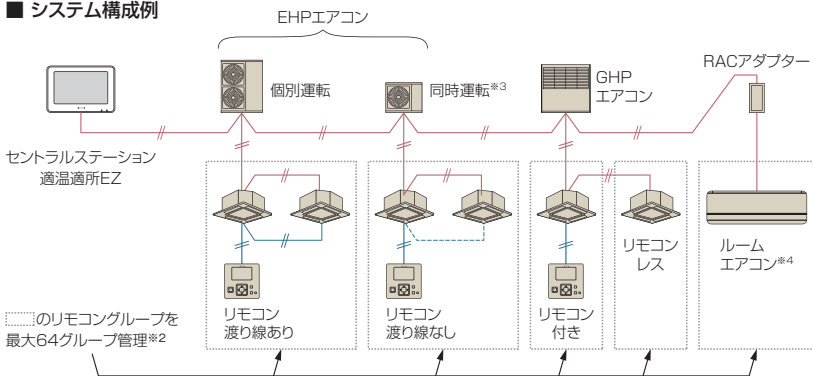 ■ システム構成例
EHPエアコン
個別運転
同時運転※3
GHP
エアコン
RACアダプター
セントラルステーション
適温適所EZ
リモコン
渡り線あり
リモコン
渡り線なし
リモコン
付き
リモコン
レス
ルーム
エアコン※4
のリモコングループを
最大64グループ管理※2